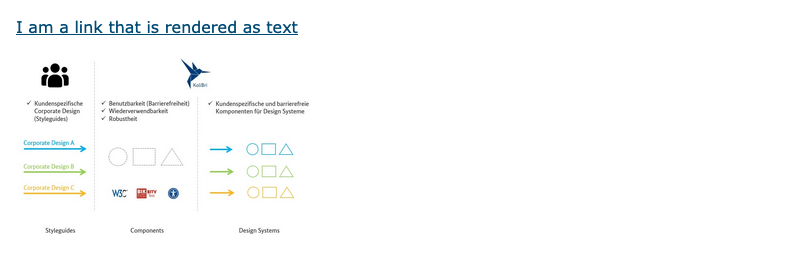 I am a link that is rendered as text
KoliBri
✓ Kundenspezifische
Corporate Design
(Styleguides)
✓ Benutzbarkeit (Barrierefreiheit)
✓ Wiederverwendbarkeit
✓ Robustheit
✓ Kundenspezifische und barrierefreie
Komponenten für Design Systeme
Corporate Design A
Corporate Design B
Corporate Design C
W3C
BIK
BITV
Styleguides
Components
Design Systems